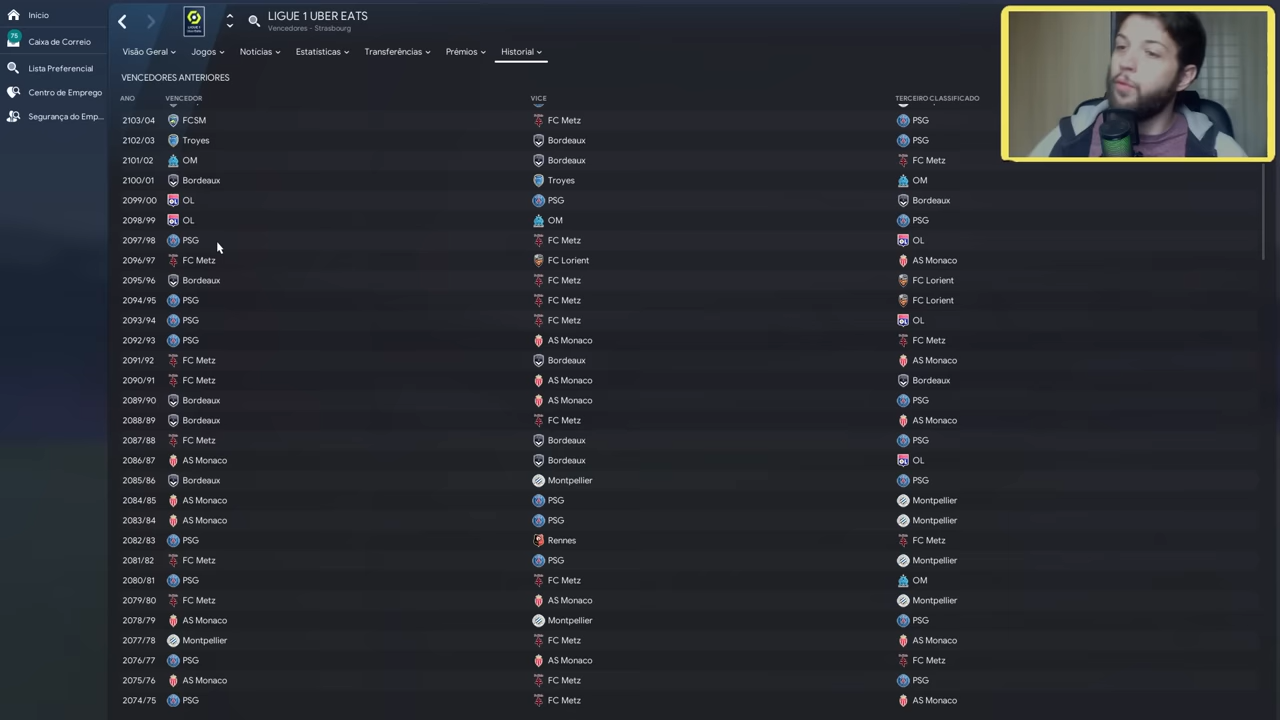 Início
LIGUE 1 UBER EATS
75
Caixa de Correio
Vencedores - Strasbourg
Lista Preferencial
Visão Geral Jogos Notícias Estatísticas Transferências Prémios Historial
Centro de Emprego
VENCEDORES ANTERIORES
Segurança do Emp...
ANO VENCEDOR VICE TERCEIRO CLASSIFICADO
2103/04 FCSM FC Metz PSG
2102/03 Troyes Bordeaux PSG
2101/02 OM Bordeaux FC Metz
2100/01 Bordeaux Troyes OM
2099/00 OL PSG Bordeaux
2098/99 OL OM PSG
2097/98 PSG FC Metz OL
2096/97 FC Metz FC Lorient AS Monaco
2095/96 Bordeaux FC Metz FC Lorient
2094/95 PSG FC Metz FC Lorient
2093/94 PSG FC Metz OL
2092/93 PSG AS Monaco FC Metz
2091/92 FC Metz Bordeaux AS Monaco
2090/91 FC Metz AS Monaco Bordeaux
2089/90 Bordeaux AS Monaco PSG
2088/89 Bordeaux FC Metz AS Monaco
2087/88 FC Metz Bordeaux PSG
2086/87 AS Monaco Bordeaux OL
2085/86 Bordeaux Montpellier PSG
2084/85 AS Monaco PSG Montpellier
2083/84 AS Monaco PSG Montpellier
2082/83 PSG Rennes FC Metz
2081/82 FC Metz PSG Montpellier
2080/81 PSG FC Metz OM
2079/80 FC Metz AS Monaco Montpellier
2078/79 AS Monaco Montpellier PSG
2077/78 Montpellier FC Metz AS Monaco
2076/77 PSG AS Monaco FC Metz
2075/76 AS Monaco FC Metz PSG
2074/75 PSG FC Metz AS Monaco